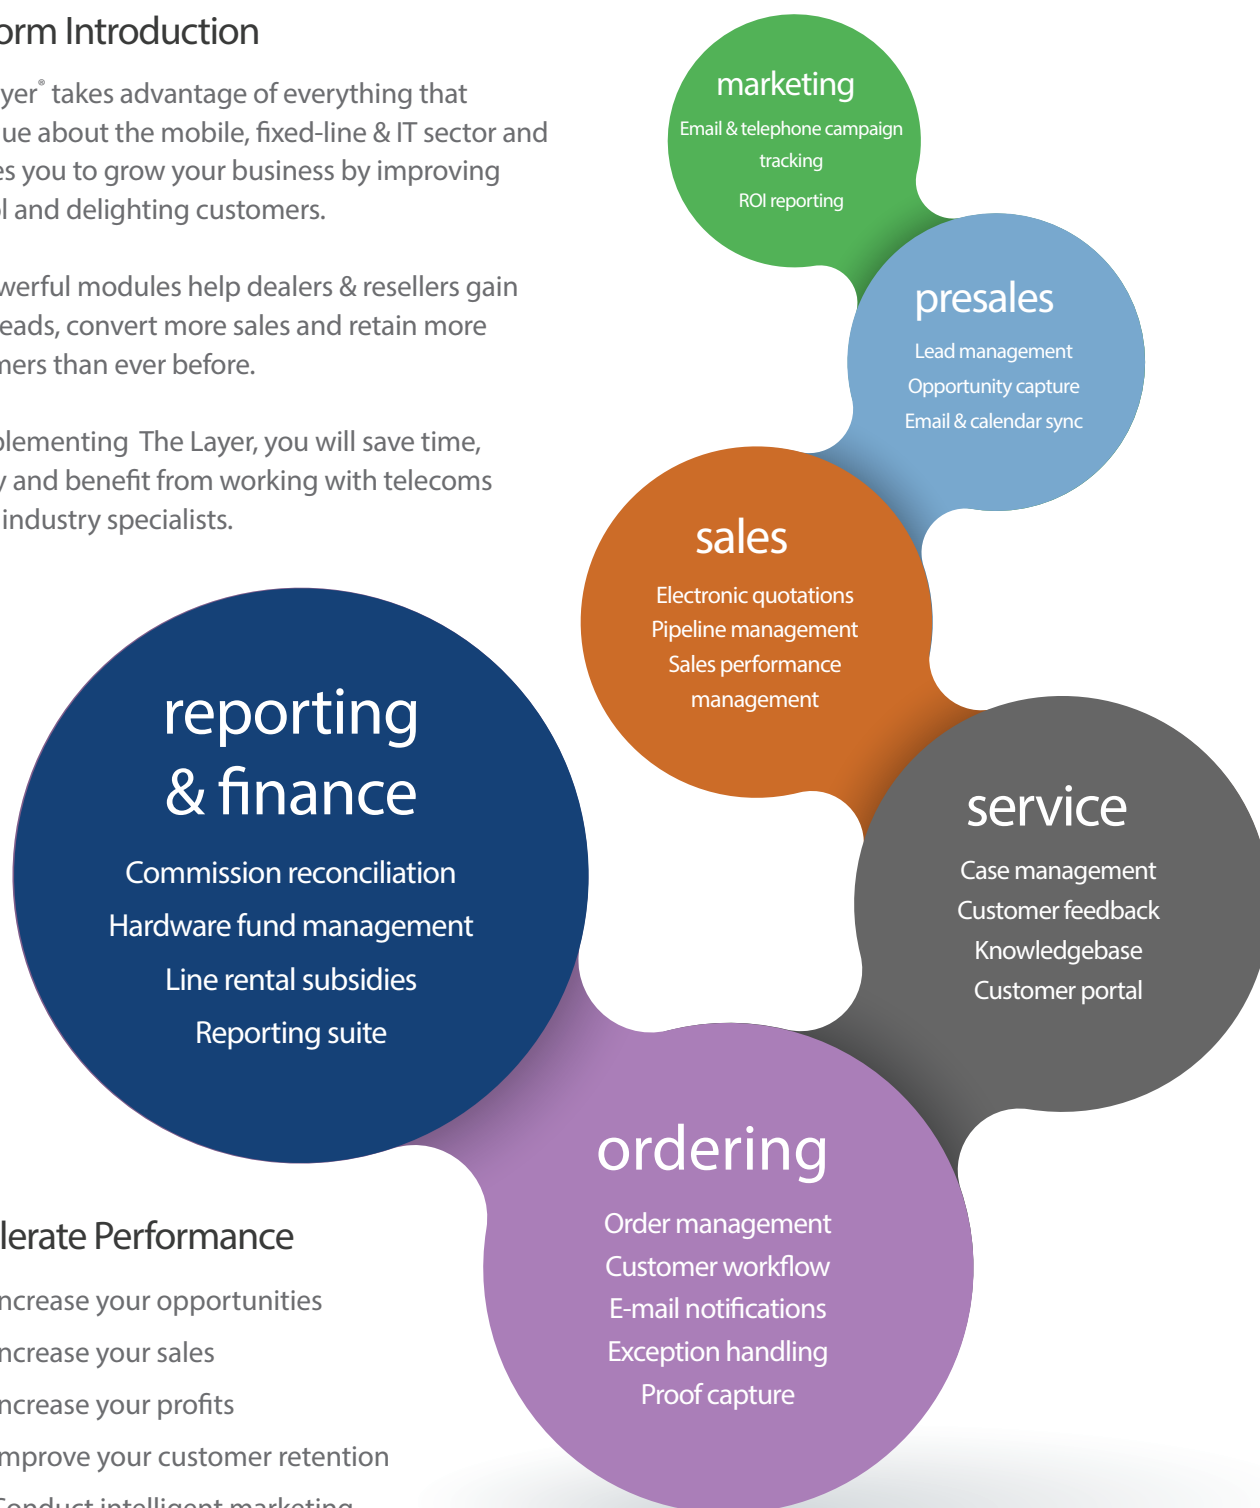 orm Introduction
yer® takes advantage of everything that
ue about the mobile, fixed-line & IT sector and
es you to grow your business by improving
ol and delighting customers.
werful modules help dealers & resellers gain
eads, convert more sales and retain more
mers than ever before.
plementing The Layer, you will save time,
y and benefit from working with telecoms
industry specialists.
marketing
Email & telephone campaign
tracking
ROI reporting
presales
Lead management
Opportunity capture
Email & calendar sync
sales
Electronic quotations
Pipeline management
Sales performance
management
service
Case management
Customer feedback
Knowledgebase
Customer portal
reporting
& finance
Commission reconciliation
Hardware fund management
Line rental subsidies
Reporting suite
ordering
Order management
Customer workflow
E-mail notifications
Exception handling
Proof capture
lerate Performance
ncrease your opportunities
ncrease your sales
ncrease your profits
mprove your customer retention
Conduct intelligent marketing